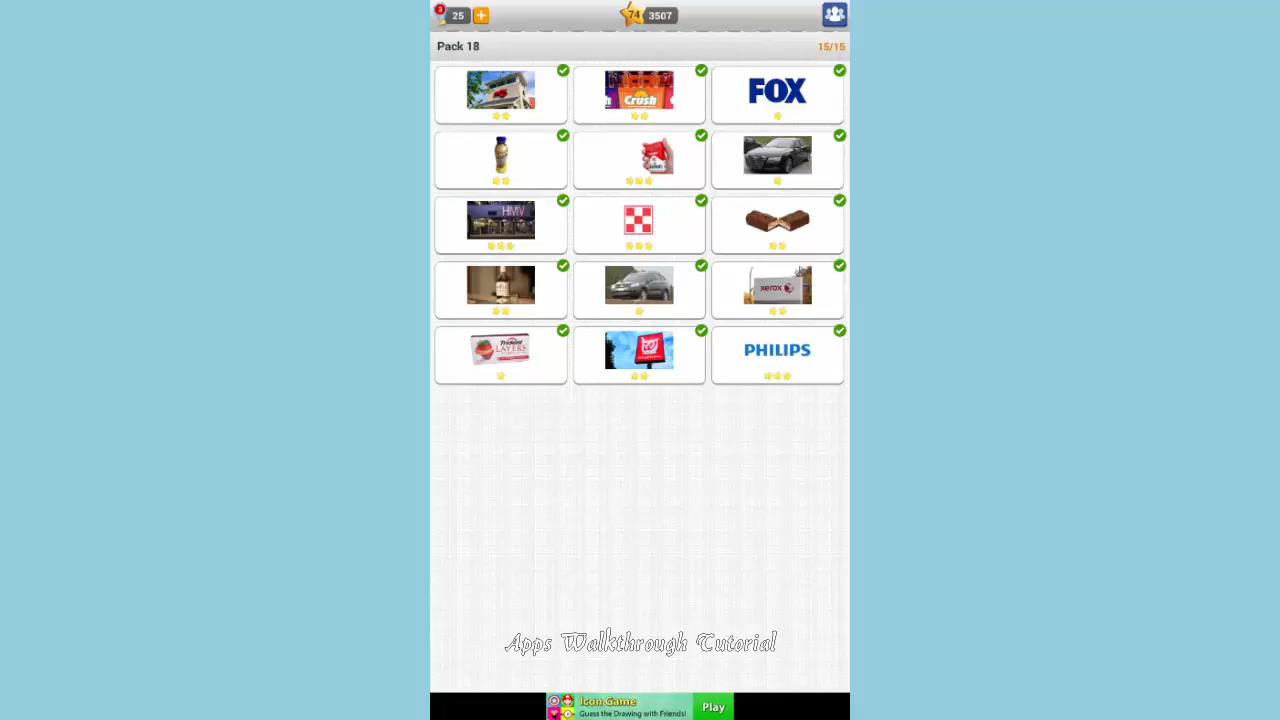 3 25 74 3507
Pack 18 15/15
Crush
FOX
HMV
xerox
Trident
LAYERS
PHILIPS
Apps Walkthrough Tutorial
Icon Game
Guess the Drawing with Friends!
Play